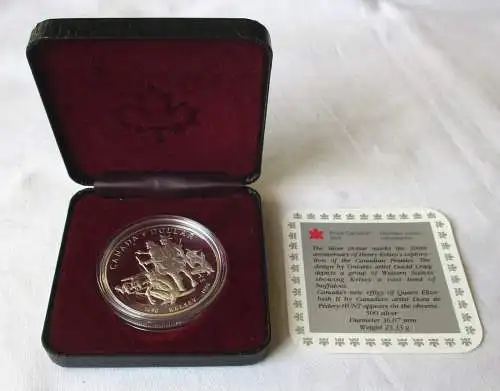 CANADA DOLLAR
1690 KELSEY 1990
Royal Canadian Mint
Monnaie royale canadienne
The Silver Dollar marks the 300th
anniversary of Henry Kelsey's explora-
tion of the Canadian Prairies. The
design by Ontario artist David Craig
depicts a group of Western Natives
showing Kelsey a vast herd of
buffaloes.
Canada's new effigy of Queen Eliza-
beth II by Canadian artist Dora de
Pédery-HUNT appears on the obverse.
500 silver
Diameter 36.07 mm
Weight 23.33 g